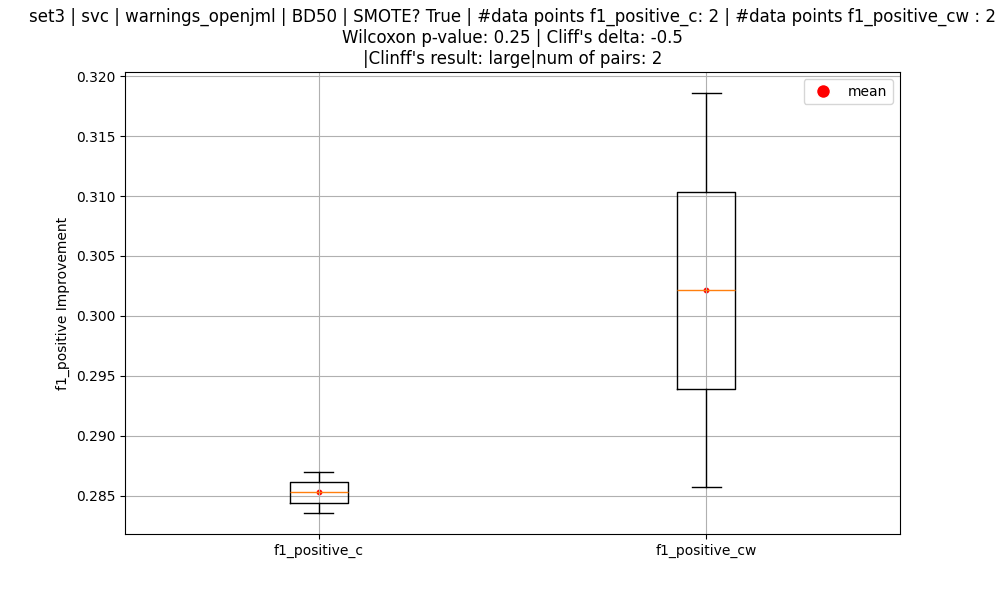 set3 | svc | warnings_openjml | BD50 | SMOTE? True | #data points f1_positive_c: 2 | #data points f1_positive_cw : 2
Wilcoxon p-value: 0.25 | Cliff's delta: -0.5
|Clinff's result: large|num of pairs: 2
mean
0.320
0.315
0.310
0.305
0.300
0.295
0.290
0.285
f1_positive Improvement
f1_positive_c
f1_positive_cw